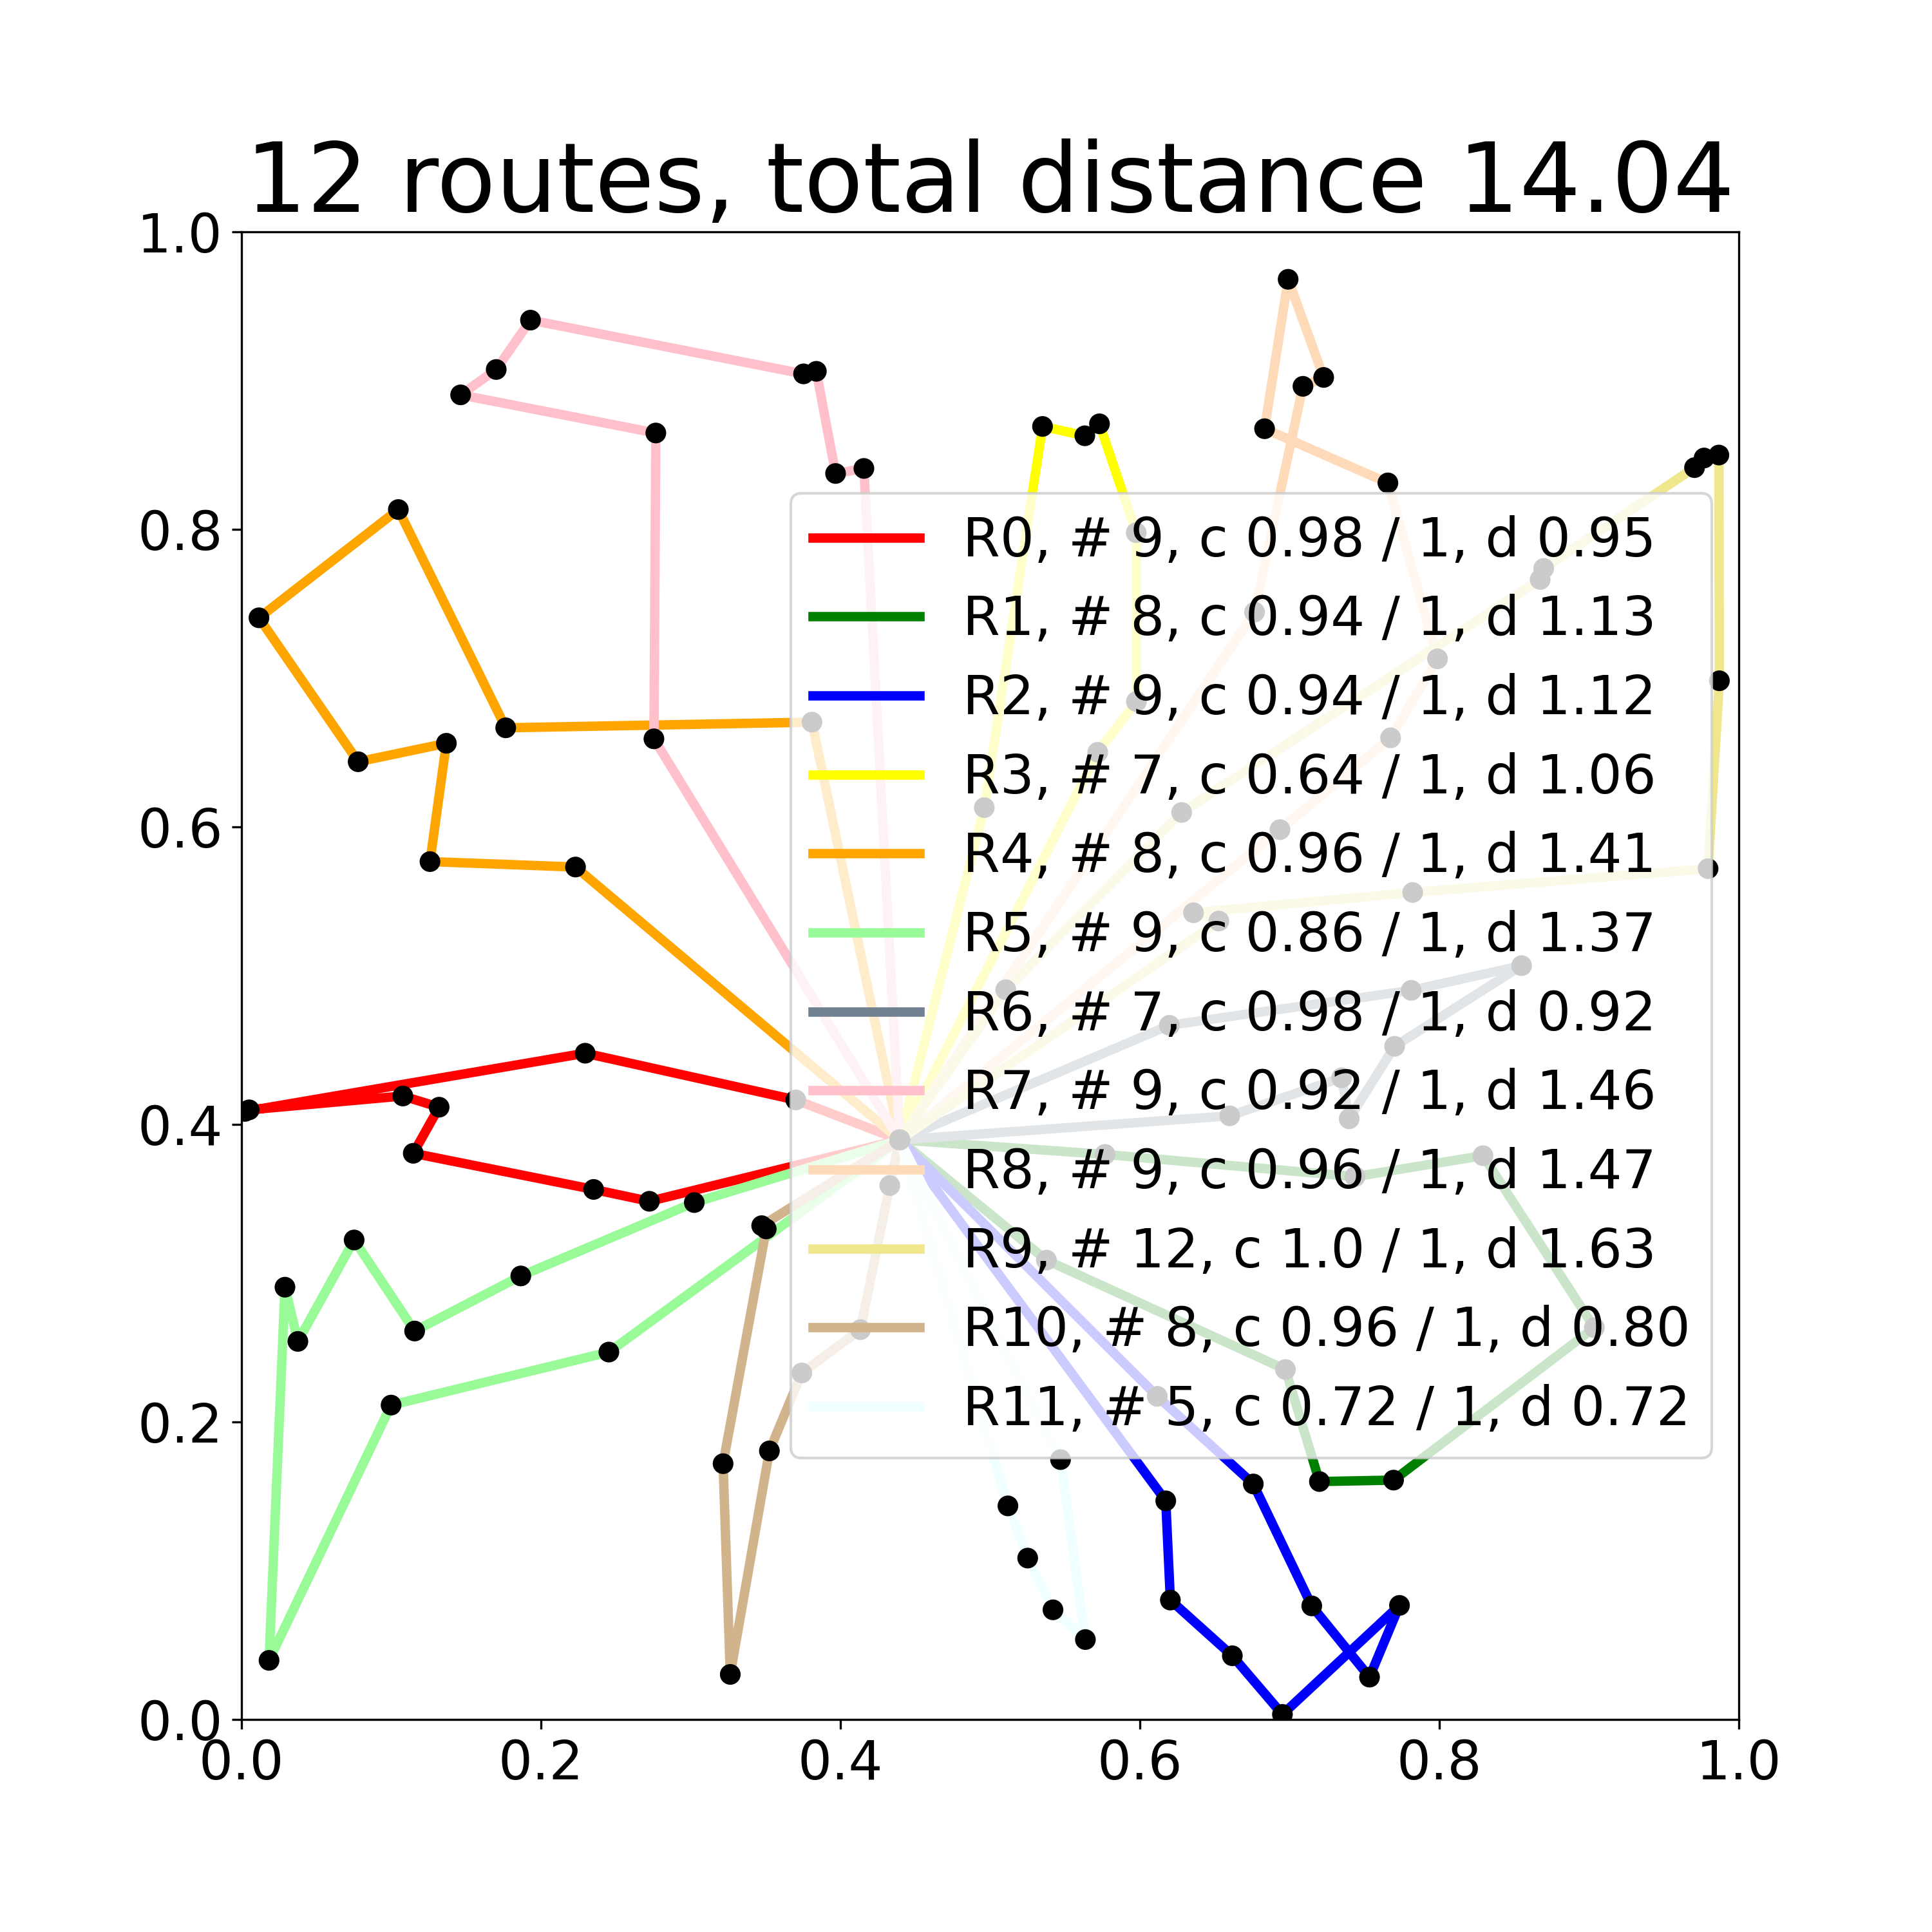 12 routes, total distance 14.04
1.0
0.8
0.6
0.4
0.2
0.0
R0, # 9, c 0.98 / 1, d 0.95
R1, # 8, c 0.94 / 1, d 1.13
R2, # 9, c 0.94 / 1, d 1.12
R3, # 7, c 0.64 / 1, d 1.06
R4, # 8, c 0.96 / 1, d 1.41
R5, # 9, c 0.86 / 1, d 1.37
R6, # 7, c 0.98 / 1, d 0.92
R7, # 9, c 0.92 / 1, d 1.46
R8, # 9, c 0.96 / 1, d 1.47
R9, # 12, c 1.0 / 1, d 1.63
R10, # 8, c 0.96 / 1, d 0.80
R11, # 5, c 0.72 / 1, d 0.72
0.0 0.2 0.4 0.6 0.8 1.0